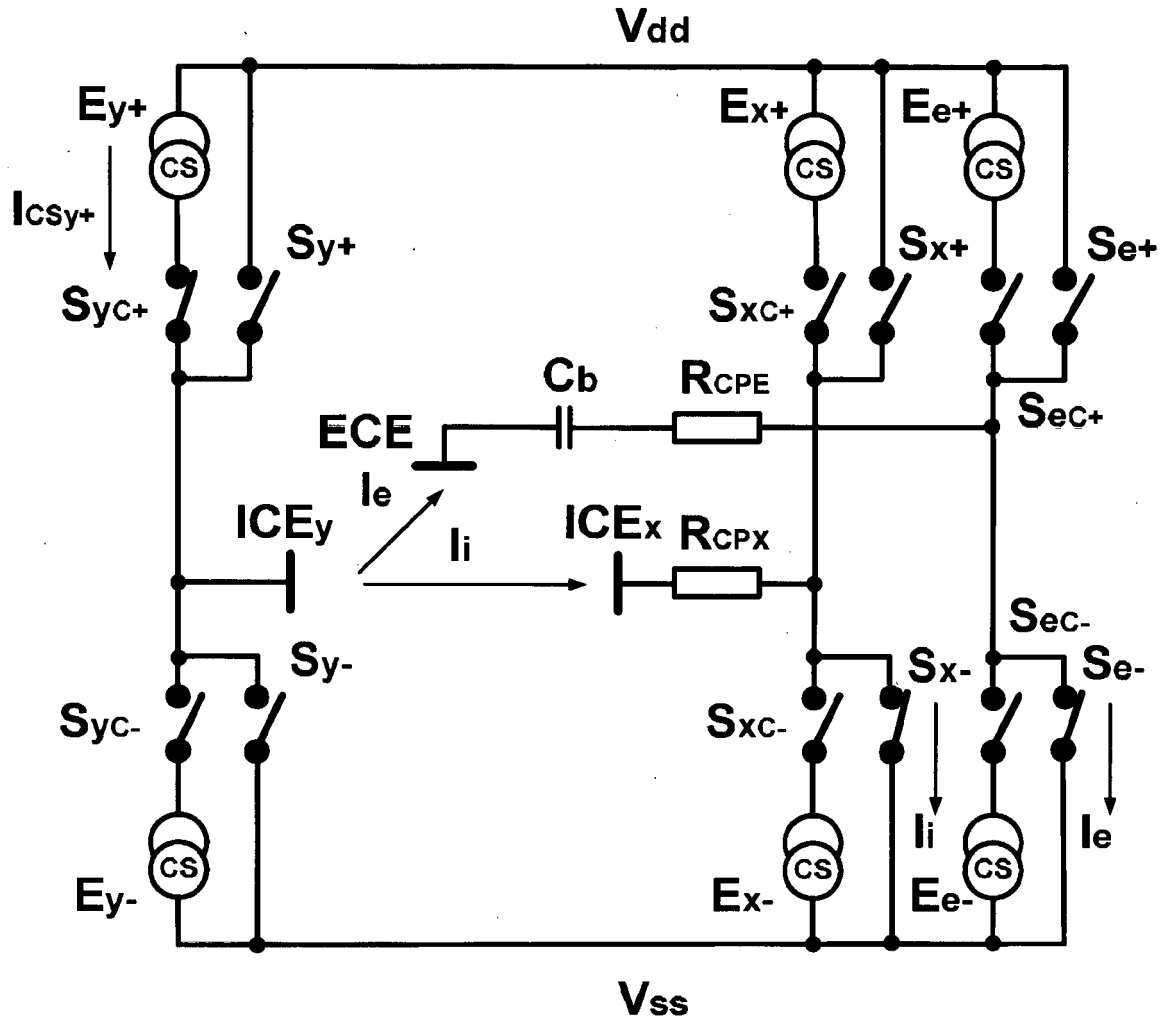 Vdd
Ey+
Ex+
Ee+
CS
CS
CS
ICSy+
Sy+
Sx+
Se+
SyC+
SxC+
Cb
RCPE
SeC+
ECE
Ie
ICEy
Ii
ICEx
RCPX
SeC-
Sy-
Sx-
Se-
SyC-
SxC-
Ii
Ie
CS
CS
CS
Ey-
Ex-
Ee-
Vss